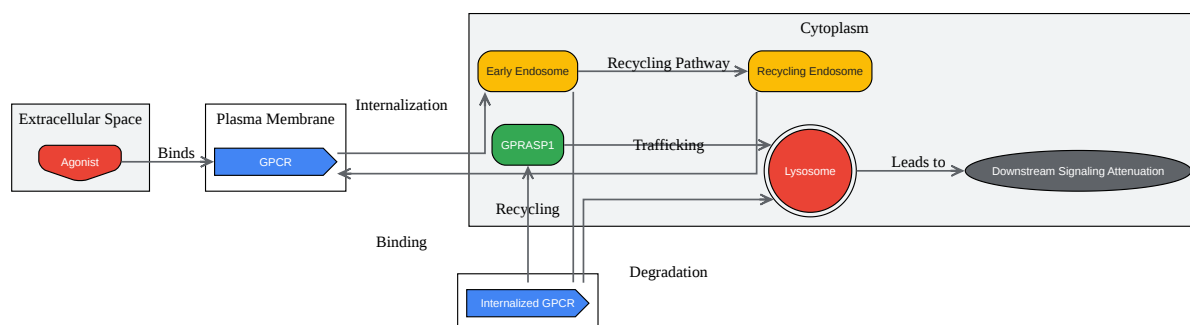 Cytoplasm
Early Endosome
Recycling Pathway
Recycling Endosome
Internalization
Extracellular Space
Plasma Membrane
Agonist
Binds
GPCR
GPRASP1
Trafficking
Lysosome
Leads to
Downstream Signaling Attenuation
Recycling
Binding
Degradation
Internalized GPCR